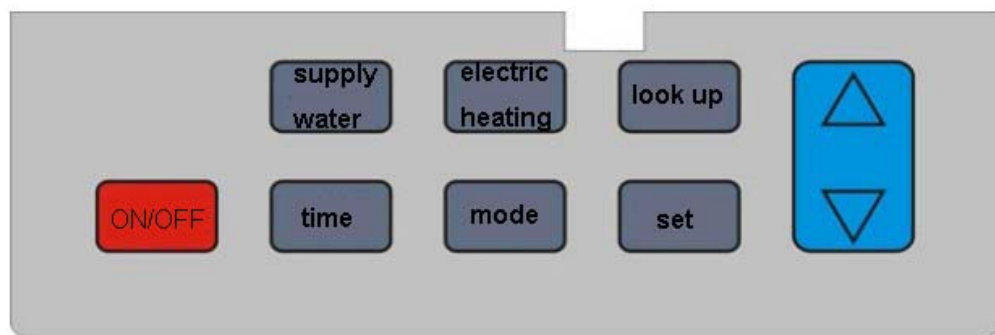 supply
water
electric
heating
look up
ON/OFF
time
mode
set